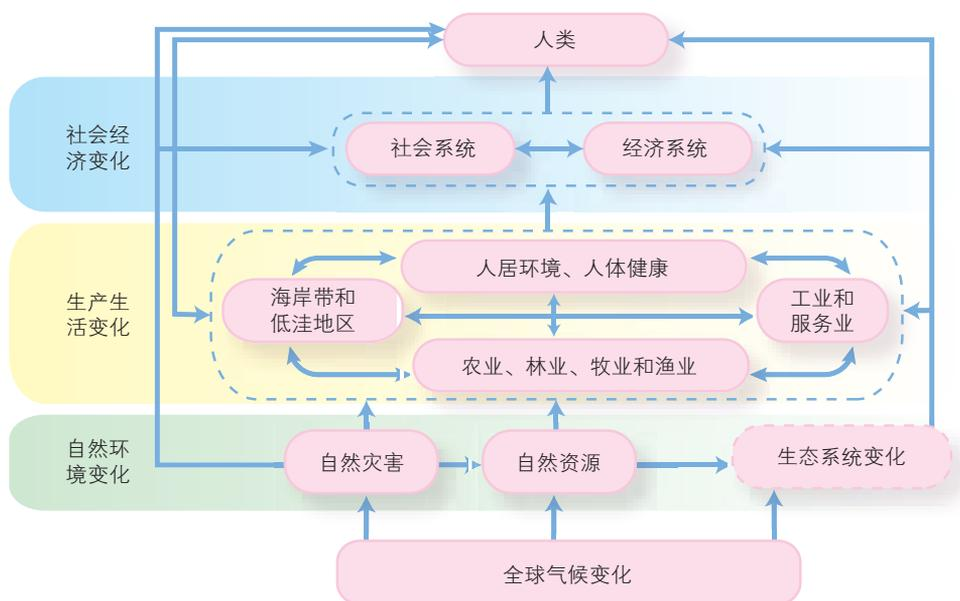 人类
社会经
济变化
社会系统
经济系统
生产生
活变化
人居环境、人体健康
海岸带和
低洼地区
工业和
服务业
农业、林业、牧业和渔业
自然环
境变化
自然灾害
自然资源
生态系统变化
全球气候变化